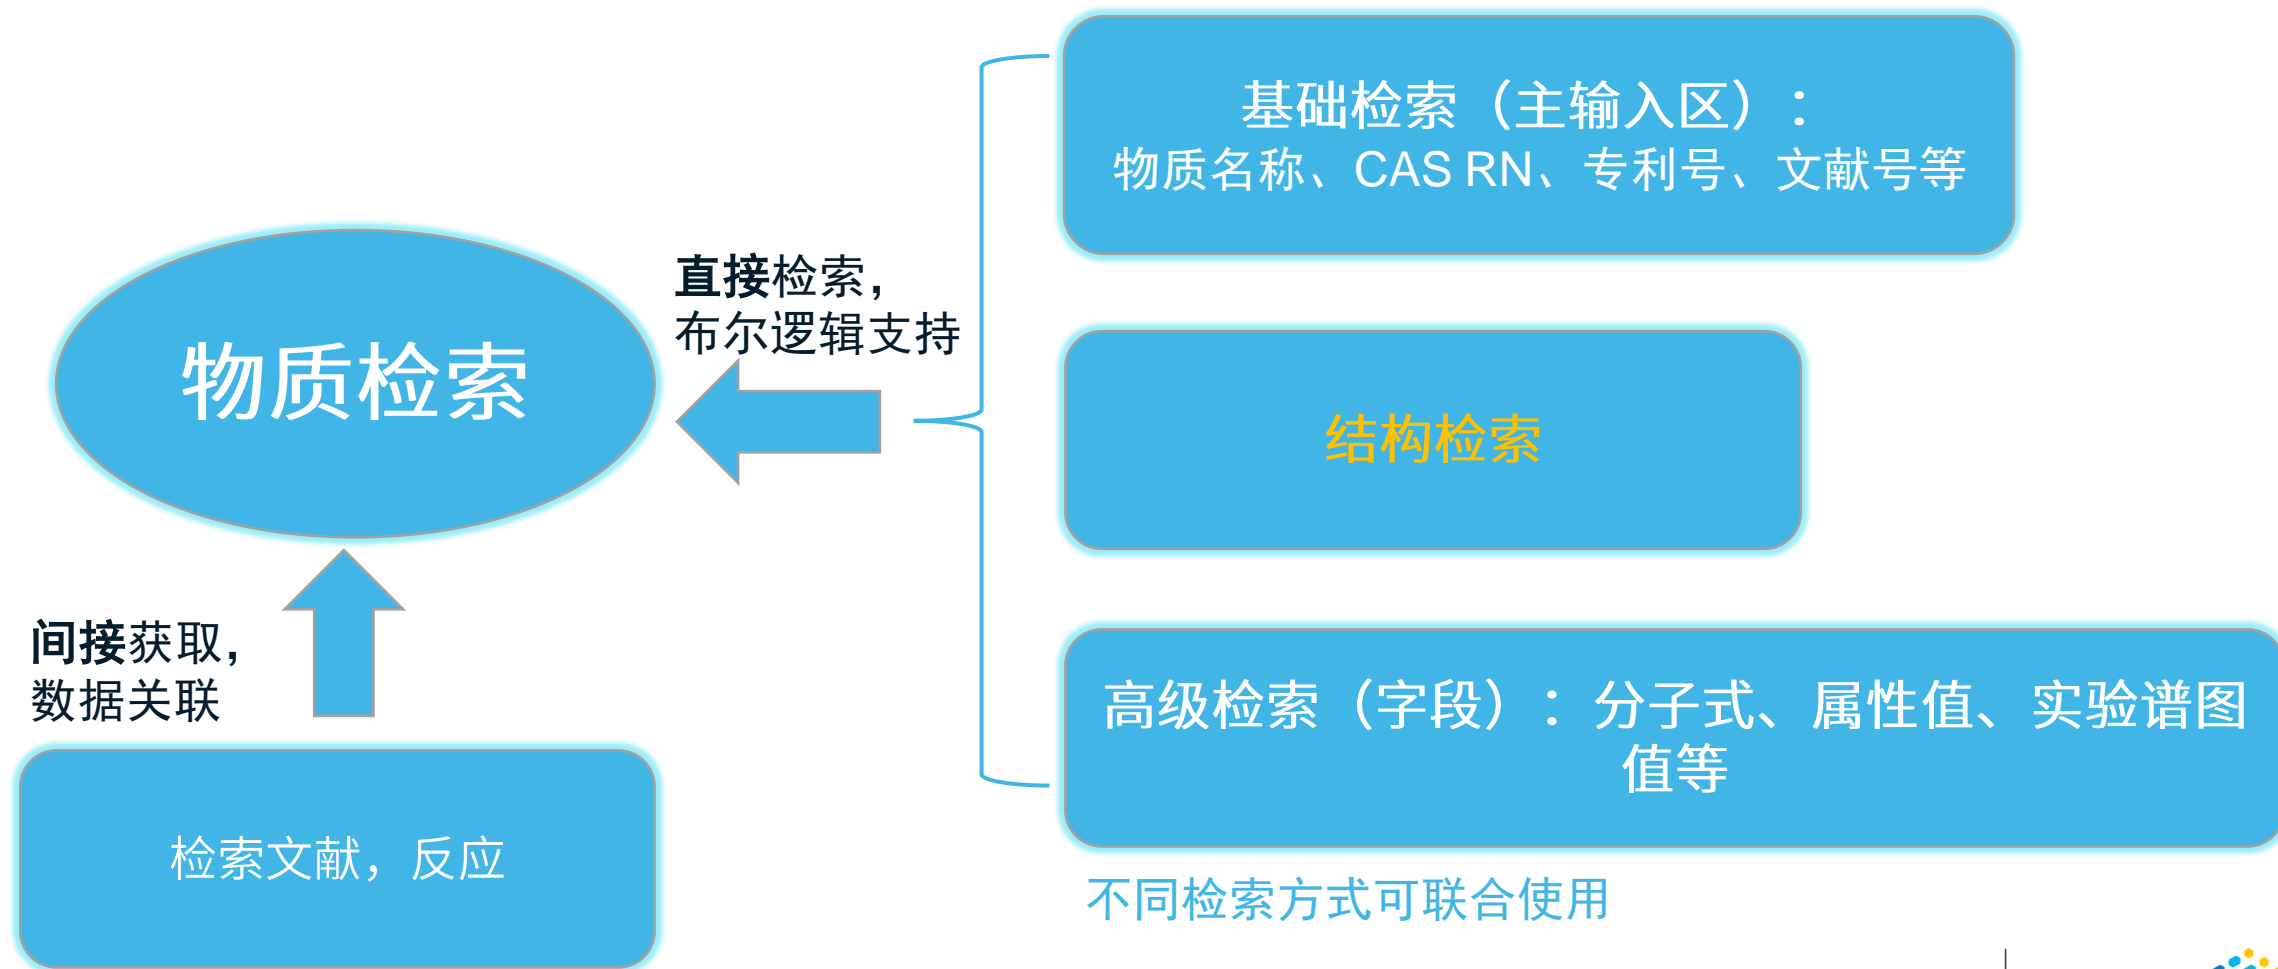 基础检索（主输入区）：
物质名称、CAS RN、专利号、文献号等
直接检索，
布尔逻辑支持
物质检索
结构检索
间接获取，
数据关联
高级检索（字段）：分子式、属性值、实验谱图
值等
检索文献，反应
不同检索方式可联合使用